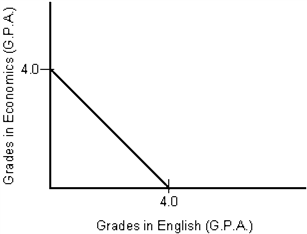 Grades in Economics (G.P.A.)
4.0
4.0
Grades in English (G.P.A.)